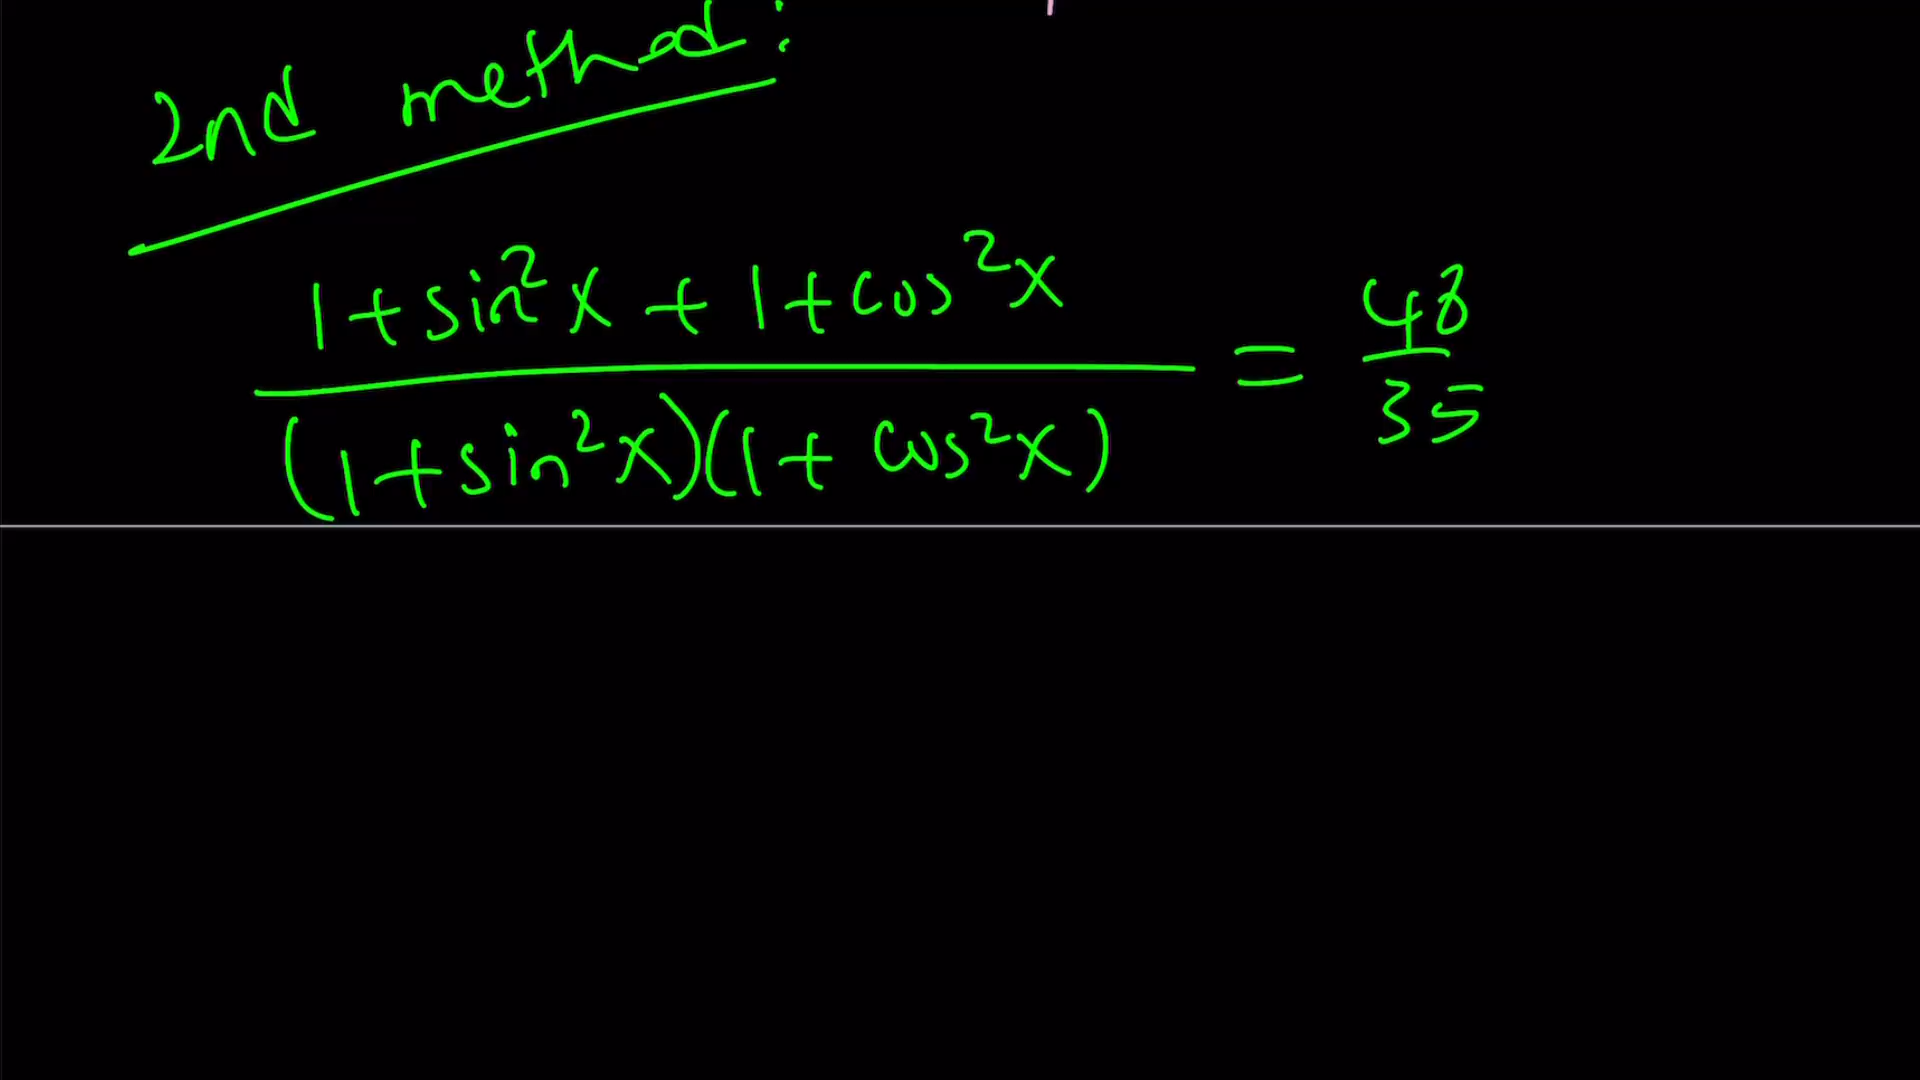 2nd method:
1+sin²x + 1+cos²x
= 48/35
(1+sin²x)(1+ cos²x)